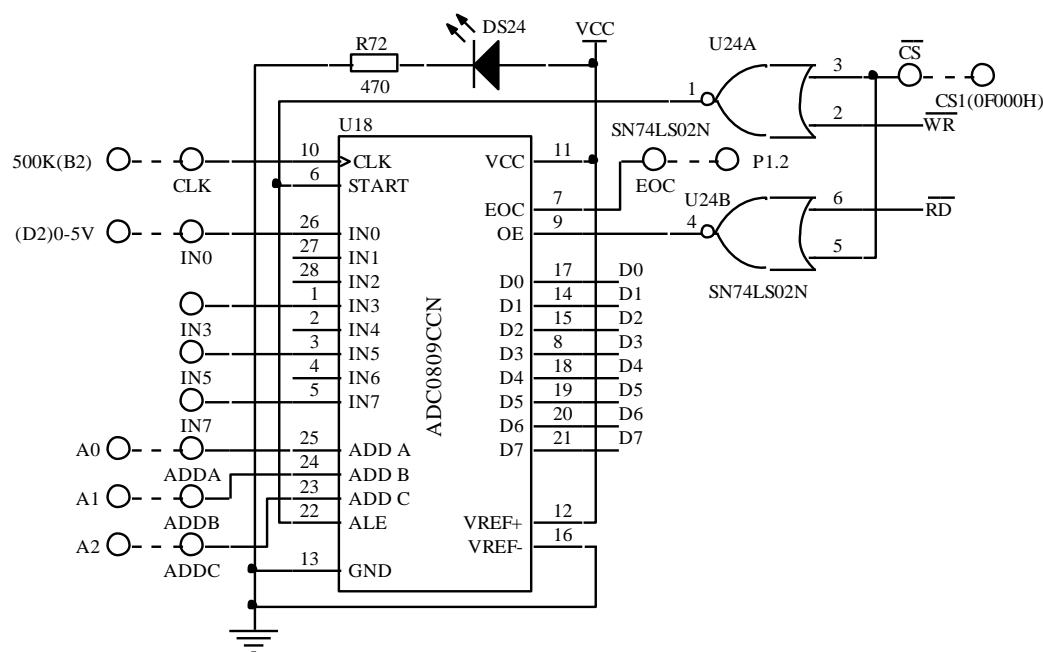 DS24
VCC
R72
470
U24A
3
CS
1
2
CS1(0F000H)
WR
SN74LS02N
U18
500K(B2)
CLK
10
CLK
VCC
11
EOC
P1.2
6
START
EOC
7
U24B
6
RD
(D2)0-5V
IN0
26
IN0
OE
9
4
5
27
IN1
28
IN2
D0
17
D0
SN74LS02N
IN3
1
IN3
D1
14
D1
2
IN4
D2
15
D2
IN5
3
IN5
D3
8
D3
4
IN6
D4
18
D4
IN7
5
IN7
D5
19
D5
ADC0809CCN
D6
20
D6
A0
ADDA
25
ADD A
D7
21
D7
A1
ADDB
24
ADD B
A2
ADDC
23
ADD C
22
ALE
VREF+
12
VREF-
16
13
GND